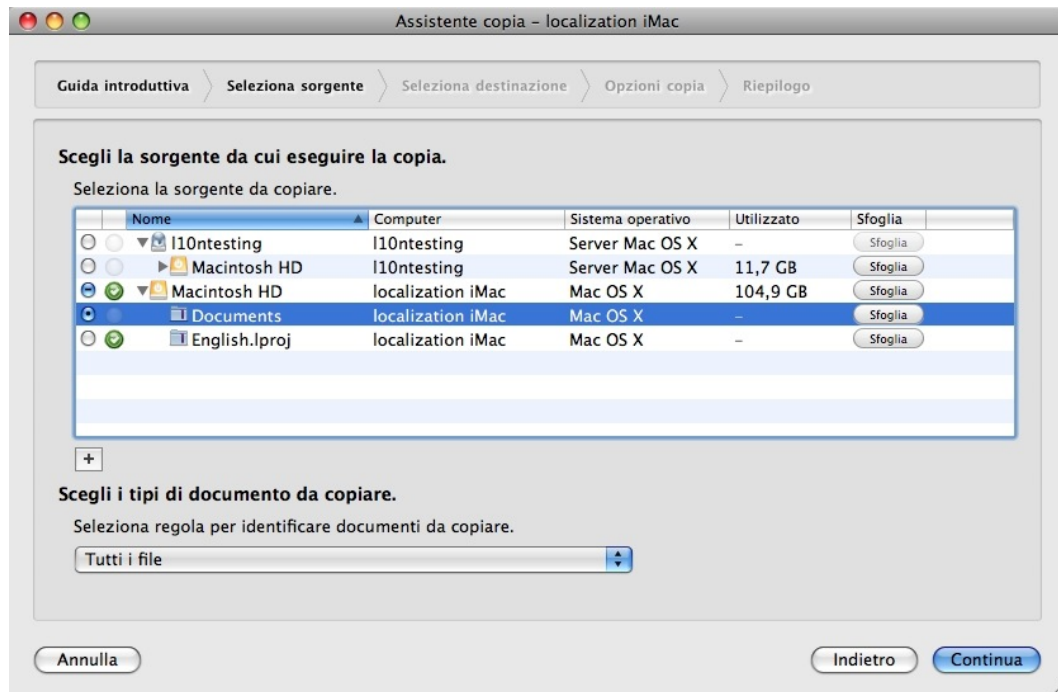 Assistente copia – localization iMac
Guida introduttiva Seleziona sorgente Seleziona destinazione Opzioni copia Riepilogo
Scegli la sorgente da cui eseguire la copia.
Seleziona la sorgente da copiare.
Nome Computer Sistema operativo Utilizzato Sfoglia
l10ntesting l10ntesting Server Mac OS X – Sfoglia
Macintosh HD l10ntesting Server Mac OS X 11,7 GB Sfoglia
Macintosh HD localization iMac Mac OS X 104,9 GB Sfoglia
Documents localization iMac Mac OS X – Sfoglia
English.lproj localization iMac Mac OS X – Sfoglia
+
Scegli i tipi di documento da copiare.
Seleziona regola per identificare documenti da copiare.
Tutti i file
Annulla Indietro Continua